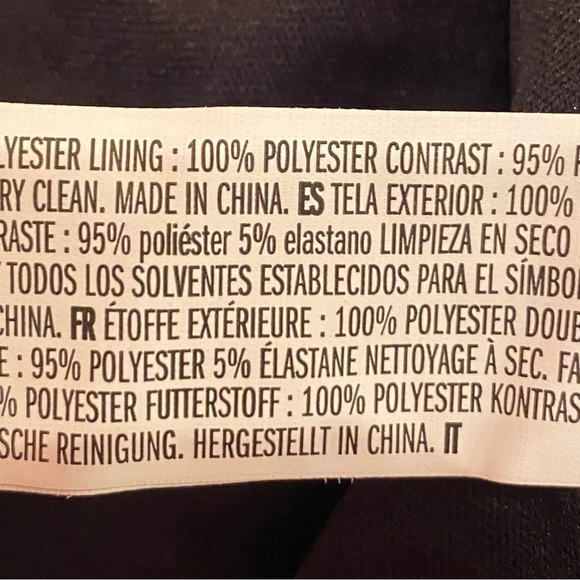 LYESTER LINING : 100% POLYESTER CONTRAST : 95% P
RY CLEAN. MADE IN CHINA. ES TELA EXTERIOR : 100%
RASTE : 95% poliéster 5% elastano LIMPIEZA EN SECO
Y TODOS LOS SOLVENTES ESTABLECIDOS PARA EL SÍMBOL
CHINA. FR ÉTOFFE EXTÉRIEURE : 100% POLYESTER DOUB
E : 95% POLYESTER 5% ÉLASTANE NETTOYAGE À SEC. FA
% POLYESTER FUTTERSTOFF : 100% POLYESTER KONTRAS
SCHE REINIGUNG. HERGESTELLT IN CHINA. IT